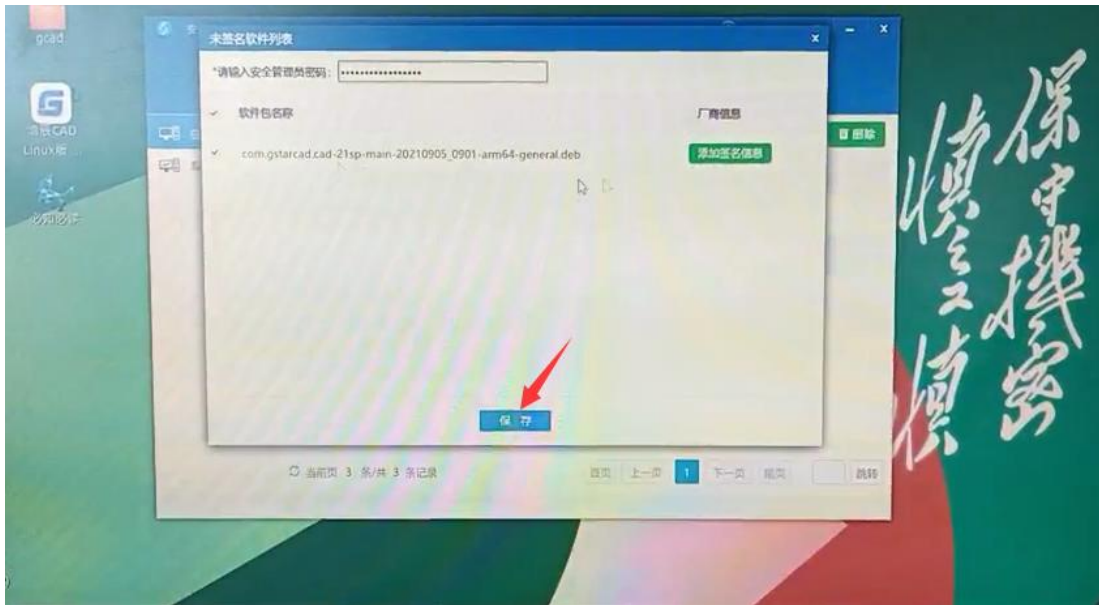 gcad
浩辰CAD
Linux版 ...
必知必读
未签名软件列表
x
*请输入安全管理员密码：
软件包名称
厂商信息
com.gstarcad.cad-21sp-main-20210905_0901-arm64-general.deb
添加签名信息
删除
保 存
当前页 3 条/共 3 条记录
首页
上一页
1
下一页
尾页
跳转
保守機密
慎之又慎